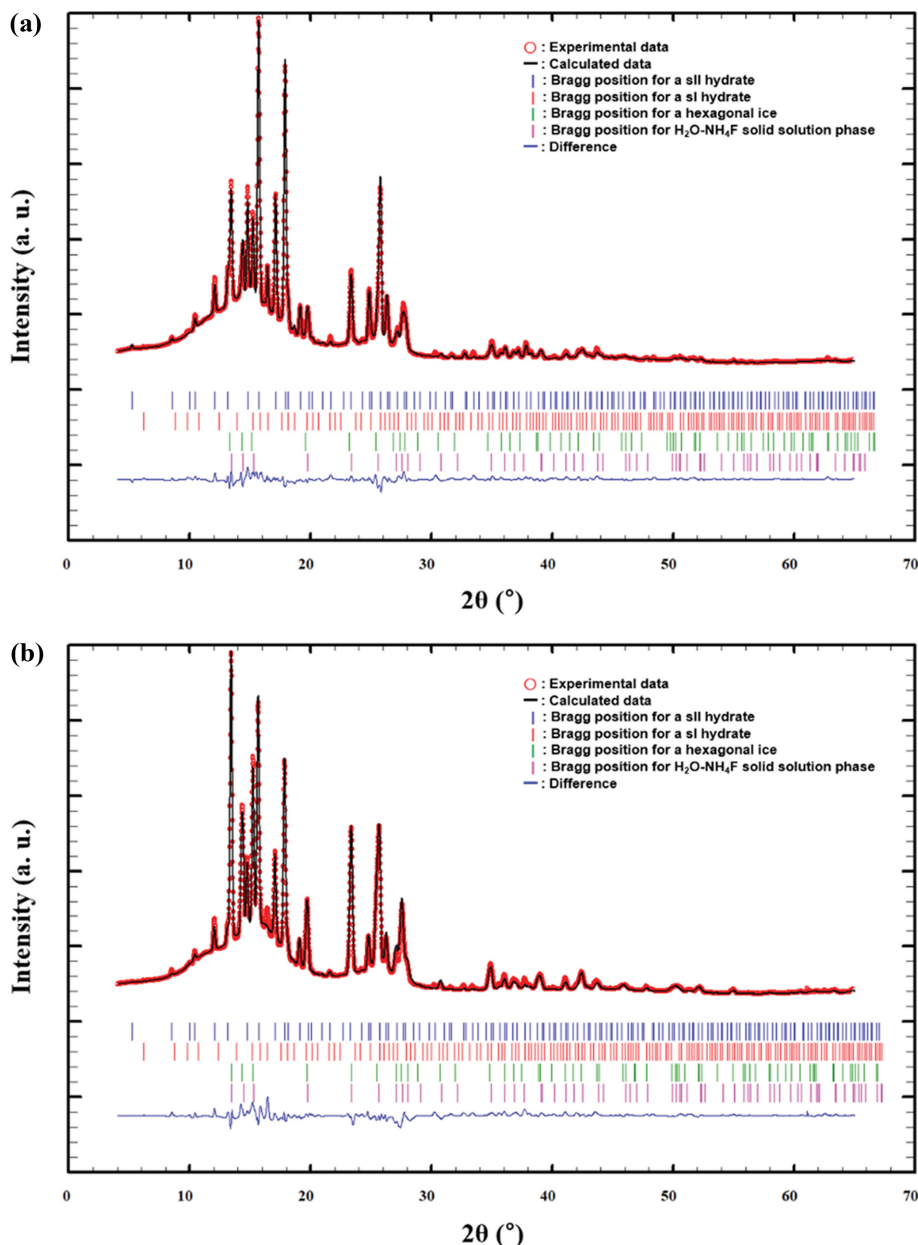 (a)
: Experimental data
: Calculated data
: Bragg position for a sII hydrate
: Bragg position for a sI hydrate
: Bragg position for a hexagonal ice
: Bragg position for H₂O-NH₄F solid solution phase
: Difference
Intensity (a. u.)
0 10 20 30 40 50 60 70
2θ (°)
(b)
: Experimental data
: Calculated data
: Bragg position for a sII hydrate
: Bragg position for a sI hydrate
: Bragg position for a hexagonal ice
: Bragg position for H₂O-NH₄F solid solution phase
: Difference
Intensity (a. u.)
0 10 20 30 40 50 60 70
2θ (°)